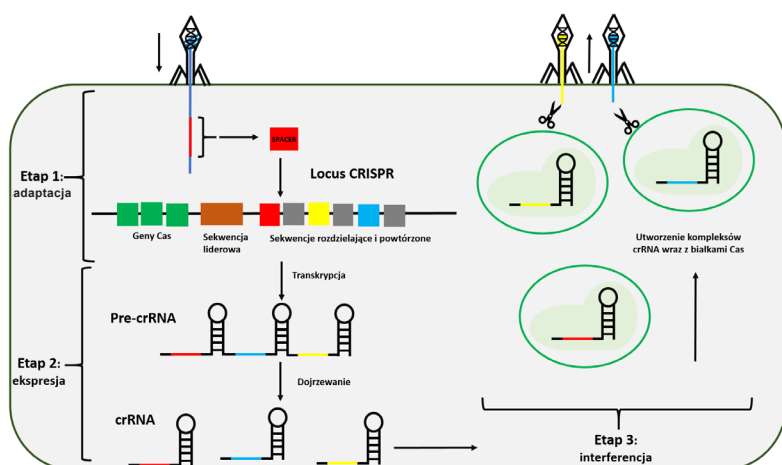 SPACER
Locus CRISPR
Etap 1:
adaptacja
Geny Cas
Sekwencja
liderowa
Sekwencje rozdzielające i powtórzone
Utworzenie kompleksów
crRNA wraz z białkami Cas
Transkrypcja
Pre-crRNA
Etap 2:
ekspresja
Dojrzewanie
crRNA
Etap 3:
interferencja